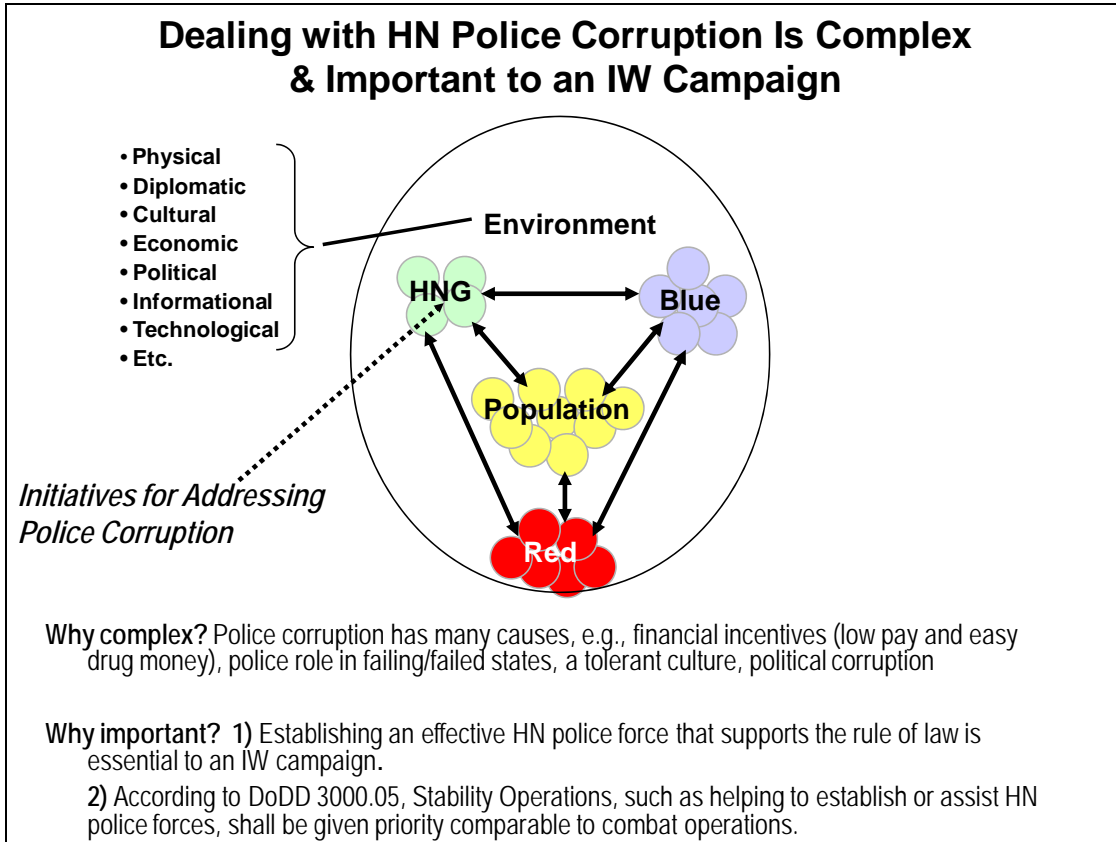 Dealing with HN Police Corruption Is Complex
& Important to an IW Campaign
• Physical
• Diplomatic
• Cultural
• Economic
• Political
• Informational
• Technological
• Etc.
Environment
HNG
Blue
Population
Initiatives for Addressing
Police Corruption
Red
Why complex? Police corruption has many causes, e.g., financial incentives (low pay and easy
drug money), police role in failing/failed states, a tolerant culture, political corruption
Why important? 1) Establishing an effective HN police force that supports the rule of law is
essential to an IW campaign.
2) According to DoDD 3000.05, Stability Operations, such as helping to establish or assist HN
police forces, shall be given priority comparable to combat operations.